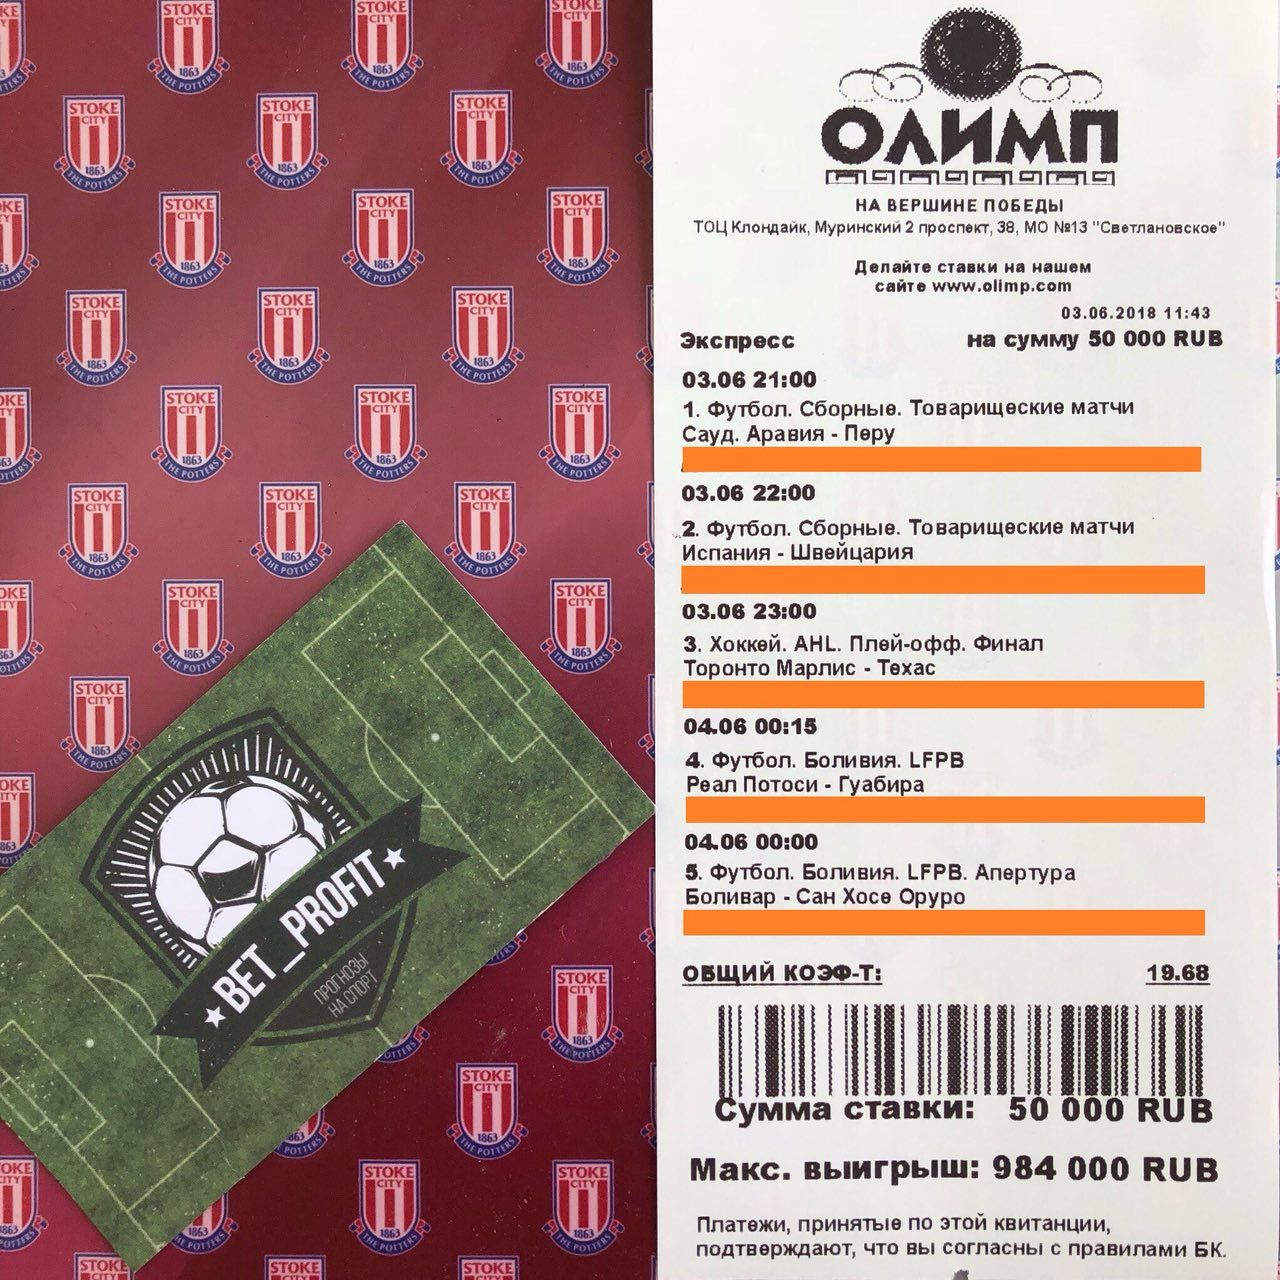 STOKE
CITY
1863
THE POTTERS
BET_PROFIT
ПРОГНОЗЫ
НА СПОРТ
ОЛИМП
НА ВЕРШИНЕ ПОБЕДЫ
ТОЦ Клондайк, Муринский 2 проспект, 38, МО №13 "Светлановское"
Делайте ставки на нашем
сайте www.olimp.com
03.06.2018 11:43
Экспресс на сумму 50 000 RUB
03.06 21:00
1. Футбол. Сборные. Товарищеские матчи
Сауд. Аравия - Перу
03.06 22:00
2. Футбол. Сборные. Товарищеские матчи
Испания - Швейцария
03.06 23:00
3. Хоккей. AHL. Плей-офф. Финал
Торонто Марлис - Техас
04.06 00:15
4. Футбол. Боливия. LFPB
Реал Потоси - Гуабира
04.06 00:00
5. Футбол. Боливия. LFPB. Апертура
Боливар - Сан Хосе Оруро
ОБЩИЙ КОЭФ-Т: 19.68
Сумма ставки: 50 000 RUB
Макс. выигрыш: 984 000 RUB
Платежи, принятые по этой квитанции,
подтверждают, что вы согласны с правилами БК.